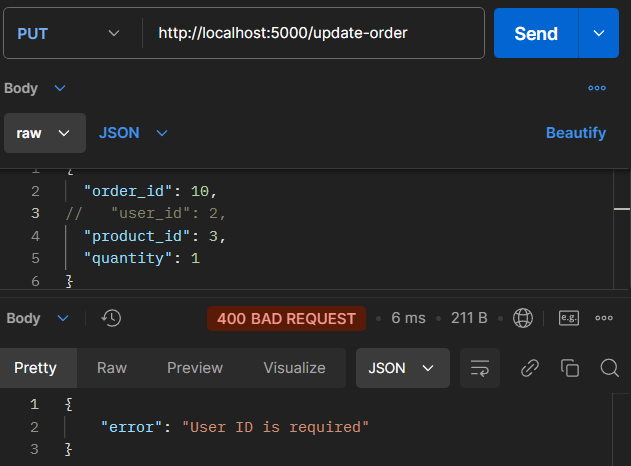 PUT http://localhost:5000/update-order Send
Body
raw JSON Beautify
1 {
2 "order_id": 10,
3 // "user_id": 2,
4 "product_id": 3,
5 "quantity": 1
6 }
Body 400 BAD REQUEST • 6 ms • 211 B • e.g.
Pretty Raw Preview Visualize JSON
1 {
2 "error": "User ID is required"
3 }